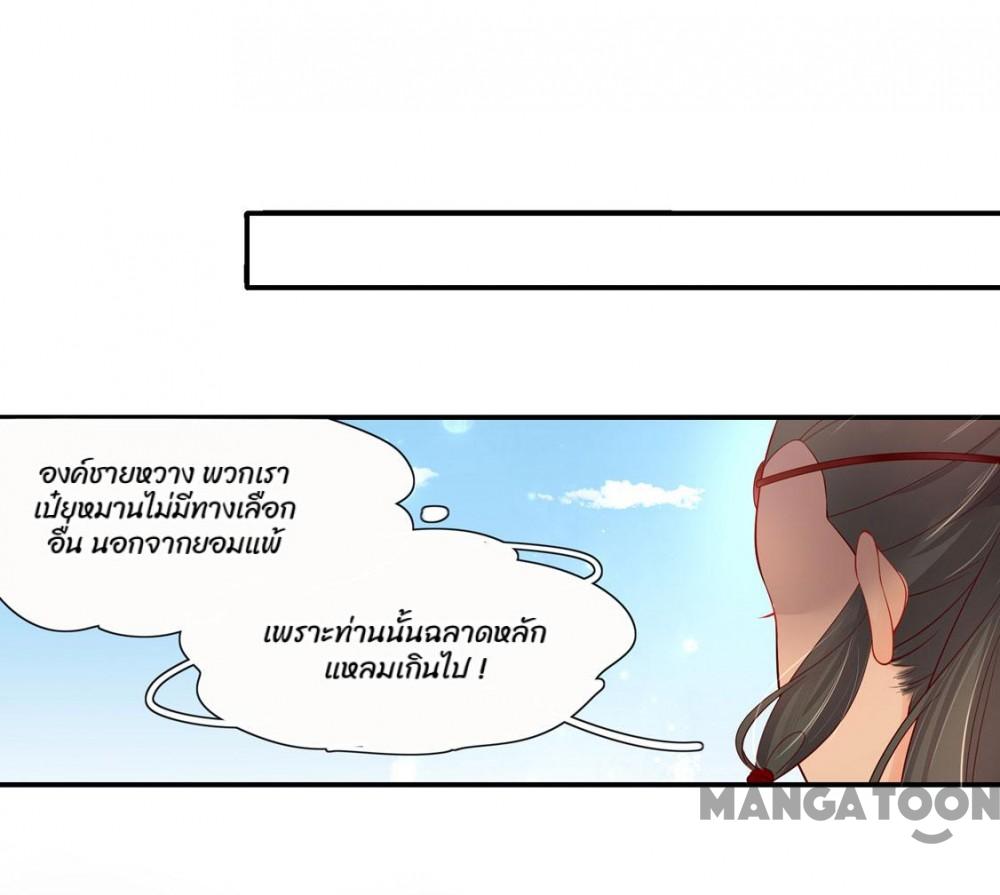 องค์ชายหวาง พวกเรา
เป๋ยหมานไม่มีทางเลือก
อื่น นอกจากยอมแพ้
เพราะท่านนั้นฉลาดหลัก
แหลมเกินไป !
MANGATOON